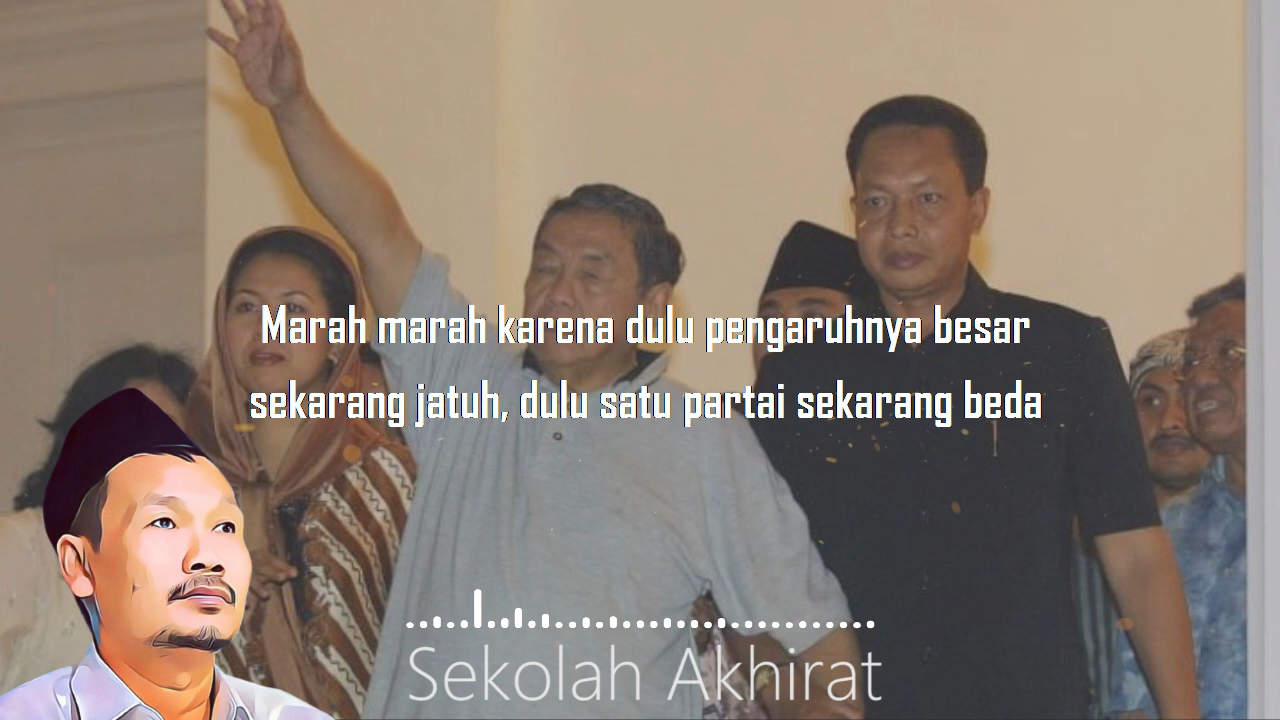 Marah marah karena dulu pengaruhnya besar
sekarang jatuh, dulu satu partai sekarang beda
Sekolah Akhirat